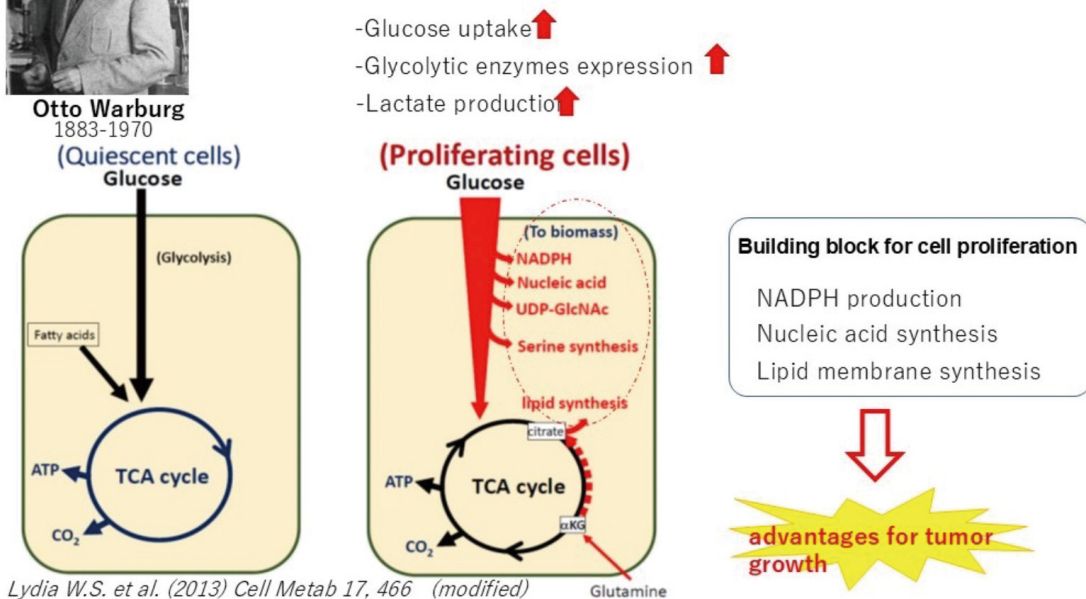 -Glucose uptake
-Glycolytic enzymes expression
-Lactate production
Otto Warburg
1883-1970
(Quiescent cells)
Glucose
(Glycolysis)
Fatty acids
TCA cycle
ATP
CO₂
(Proliferating cells)
Glucose
(To biomass)
NADPH
Nucleic acid
UDP-GlcNAc
Serine synthesis
lipid synthesis
citrate
TCA cycle
ATP
αKG
CO₂
Glutamine
Building block for cell proliferation
NADPH production
Nucleic acid synthesis
Lipid membrane synthesis
advantages for tumor
growth
Lydia W.S. et al. (2013) Cell Metab 17, 466 (modified)